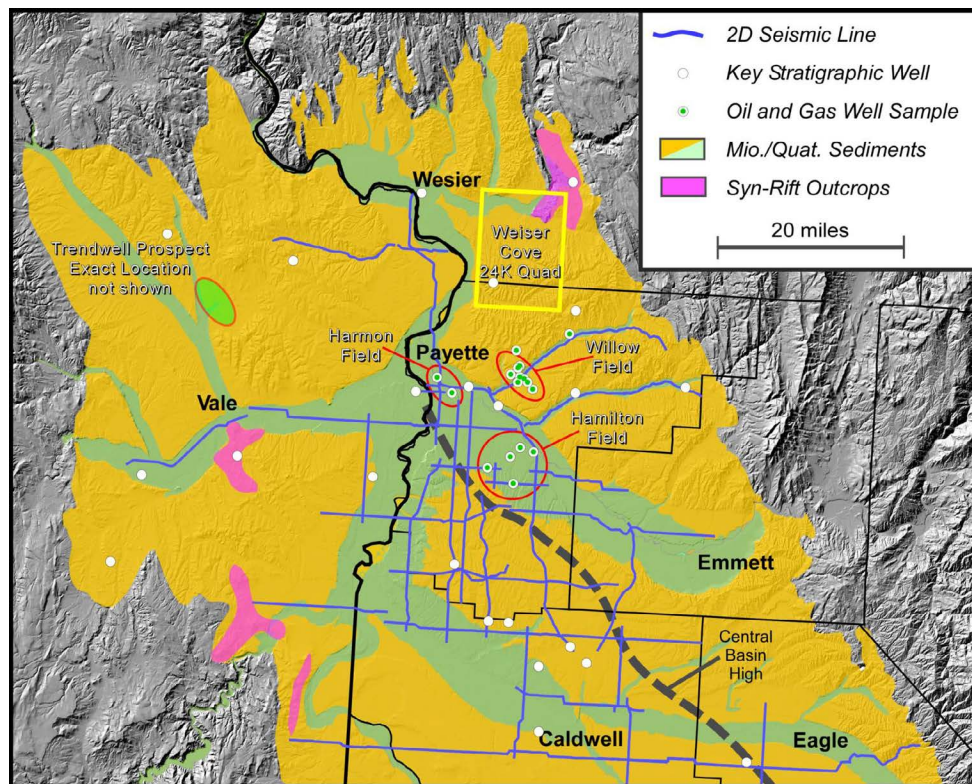 2D Seismic Line
Key Stratigraphic Well
Oil and Gas Well Sample
Mio./Quat. Sediments
Syn-Rift Outcrops
20 miles
Wesier
Weiser
Cove
24K Quad
Trendwell Prospect
Exact Location
not shown
Harmon
Field
Payette
Willow
Field
Vale
Hamilton
Field
Emmett
Central
Basin
High
Caldwell
Eagle